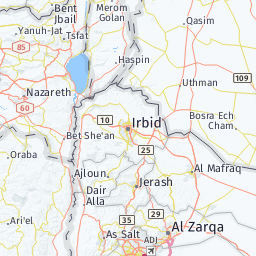 Bent
Jbail
Merom
Golan
Yanuh-Jat
Tsfat
Qasim
Haspin
109
Uthman
Nazareth
60
10
Irbid
Bosra Ech
Cham
Bet She'an
25
Oraba
Ajloun
Al Mafraq
Dair
Alla
Jerash
Ari'el
As Salt
ADJ
Al Zarqa